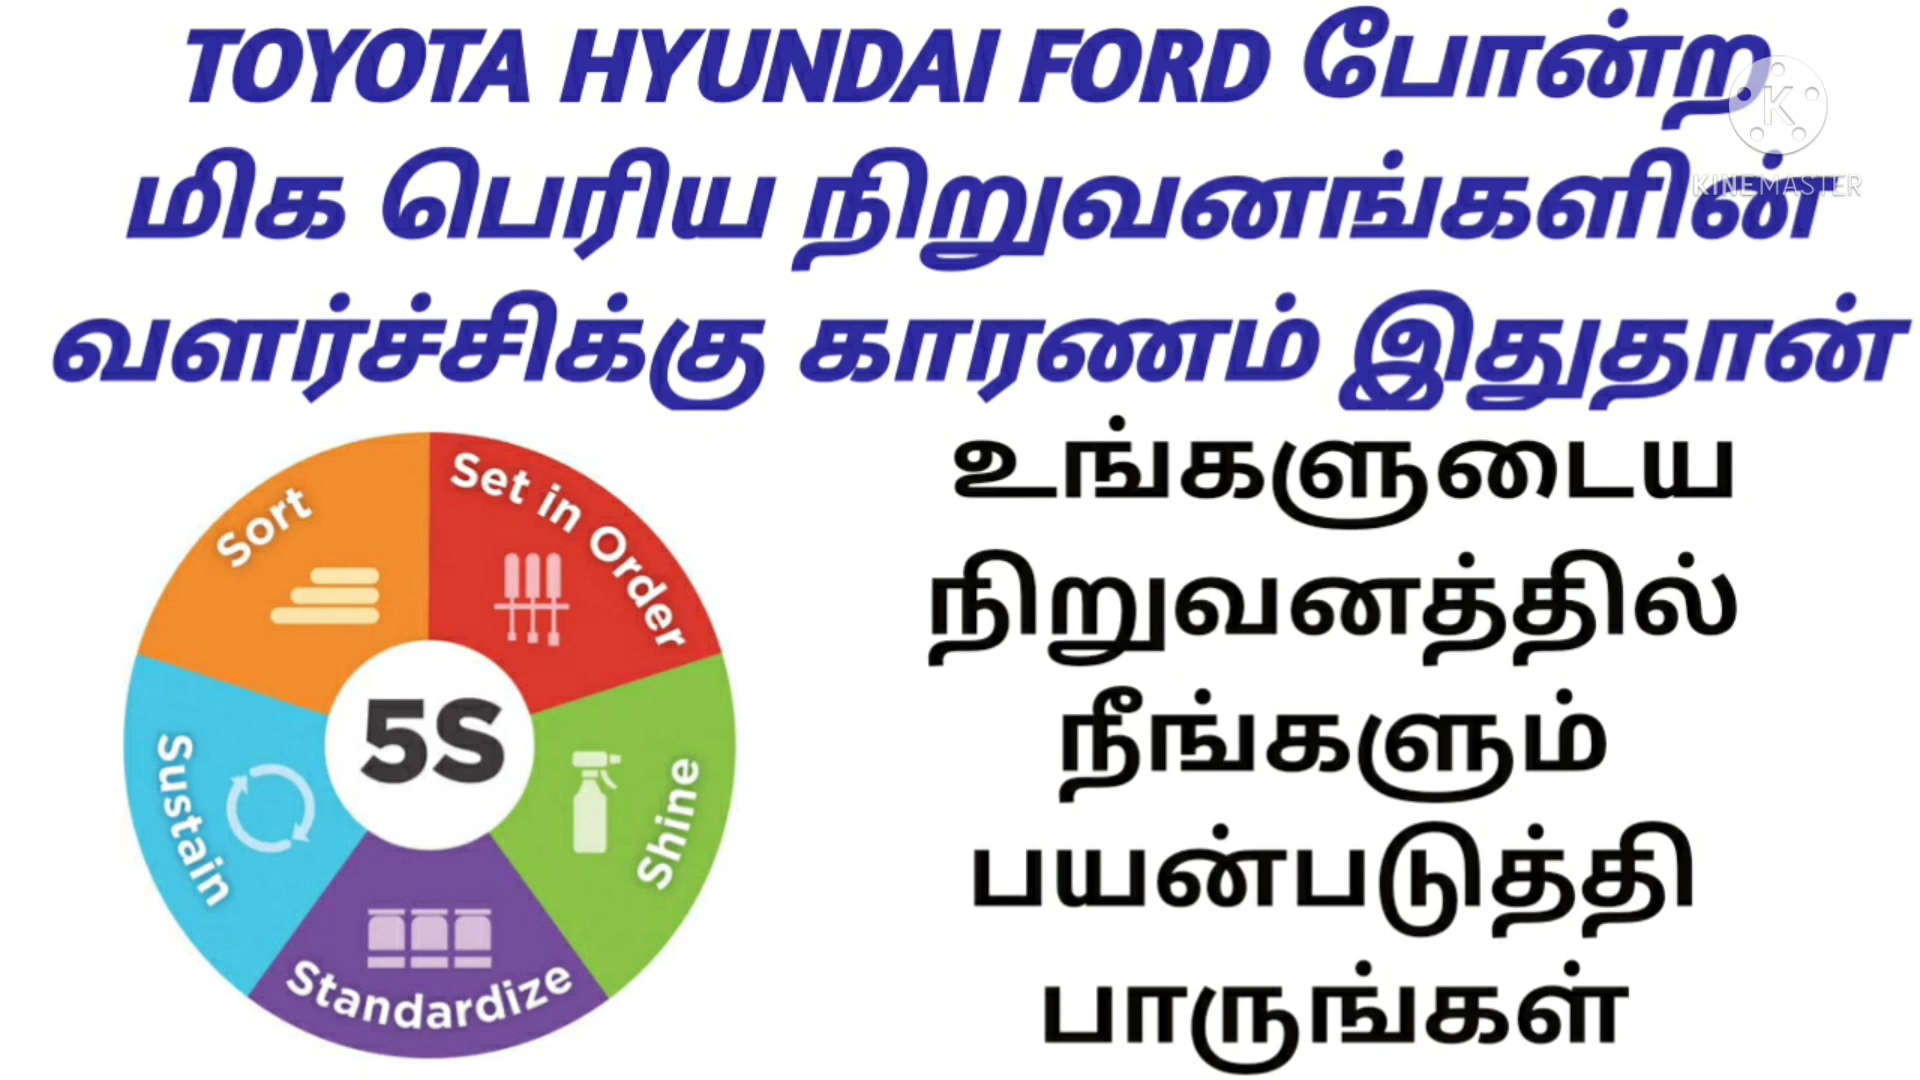 TOYOTA HYUNDAI FORD போன்ற
மிக பெரிய நிறுவனங்களின்
வளர்ச்சிக்கு காரணம் இதுதான்
K
KINEMASTER
Sort
Set in Order
5S
Sustain
Shine
Standardize
உங்களுடைய
நிறுவனத்தில்
நீங்களும்
பயன்படுத்தி
பாருங்கள்